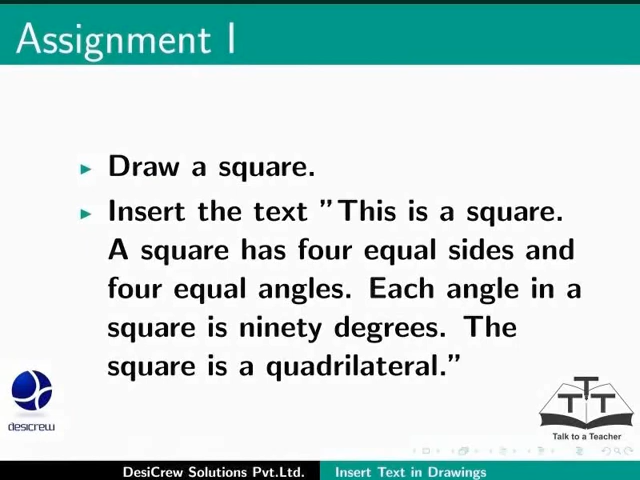 Assignment I
Draw a square.
Insert the text ”This is a square.
A square has four equal sides and
four equal angles. Each angle in a
square is ninety degrees. The
square is a quadrilateral.”
desicrew
TTT
Talk to a Teacher
DesiCrew Solutions Pvt.Ltd.
Insert Text in Drawings